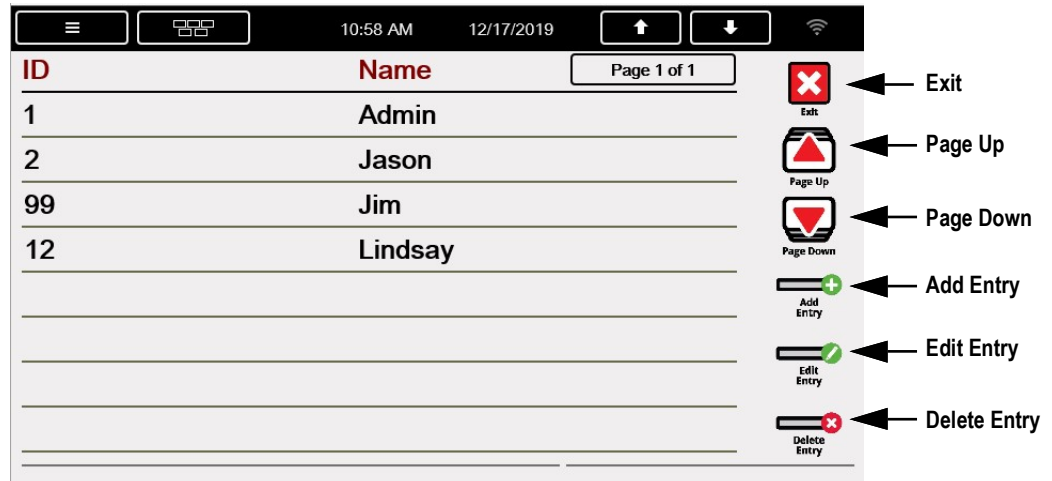 10:58 AM 12/17/2019
ID Name Page 1 of 1
1 Admin
2 Jason
99 Jim
12 Lindsay
Exit
Page Up
Page Down
Add
Entry
Edit
Entry
Delete
Entry
Exit
Page Up
Page Down
Add Entry
Edit Entry
Delete Entry